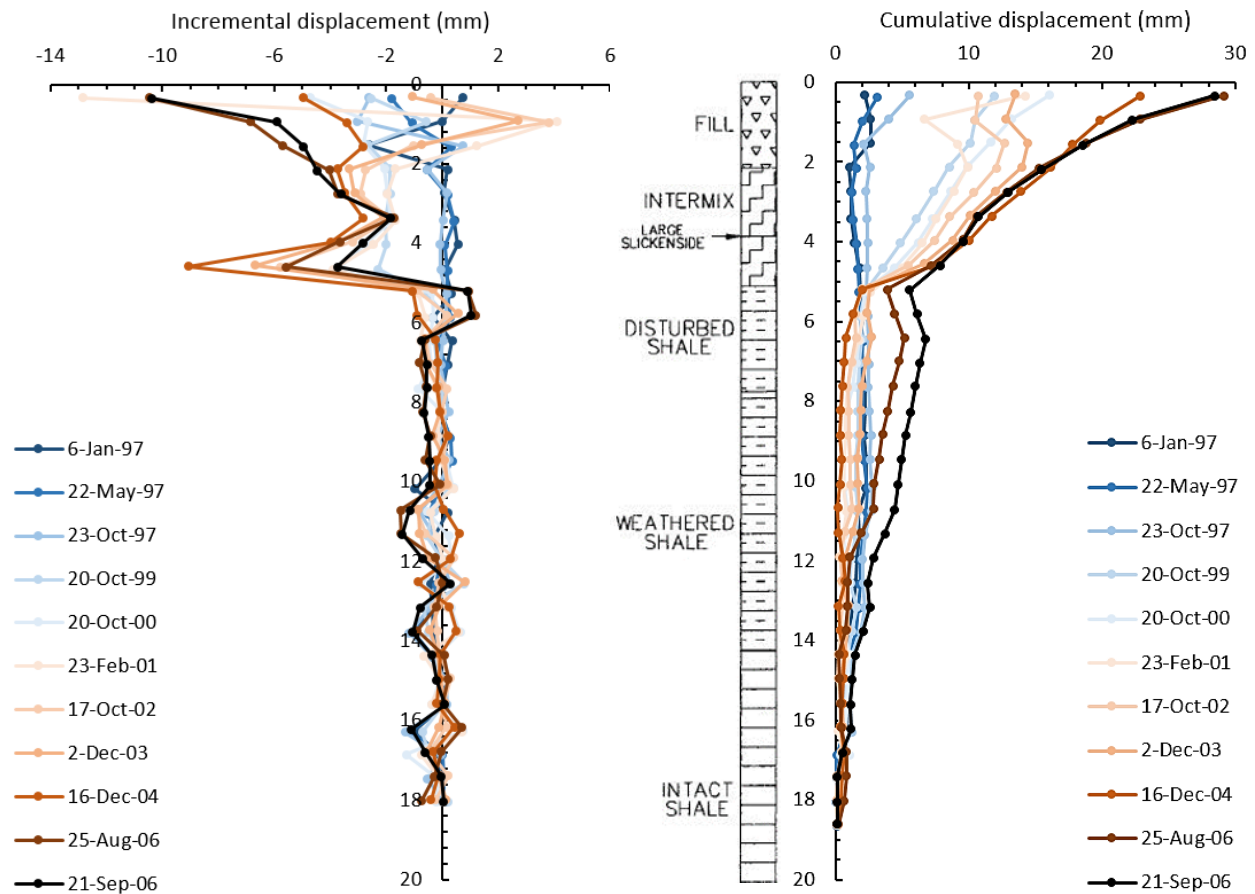 Incremental displacement (mm)
-14 -10 -6 -2 2 6
0
2
4
6
8
10
12
14
16
18
20
6-Jan-97
22-May-97
23-Oct-97
20-Oct-99
20-Oct-00
23-Feb-01
17-Oct-02
2-Dec-03
16-Dec-04
25-Aug-06
21-Sep-06
FILL
INTERMIX
LARGE
SLICKENSIDE
DISTURBED
SHALE
WEATHERED
SHALE
INTACT
SHALE
Cumulative displacement (mm)
0 10 20 30
0
2
4
6
8
10
12
14
16
18
20
6-Jan-97
22-May-97
23-Oct-97
20-Oct-99
20-Oct-00
23-Feb-01
17-Oct-02
2-Dec-03
16-Dec-04
25-Aug-06
21-Sep-06